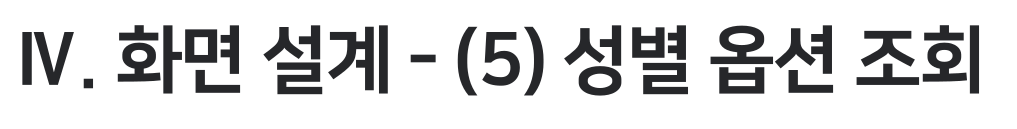 Ⅳ. 화면 설계 - (5) 성별 옵션 조회